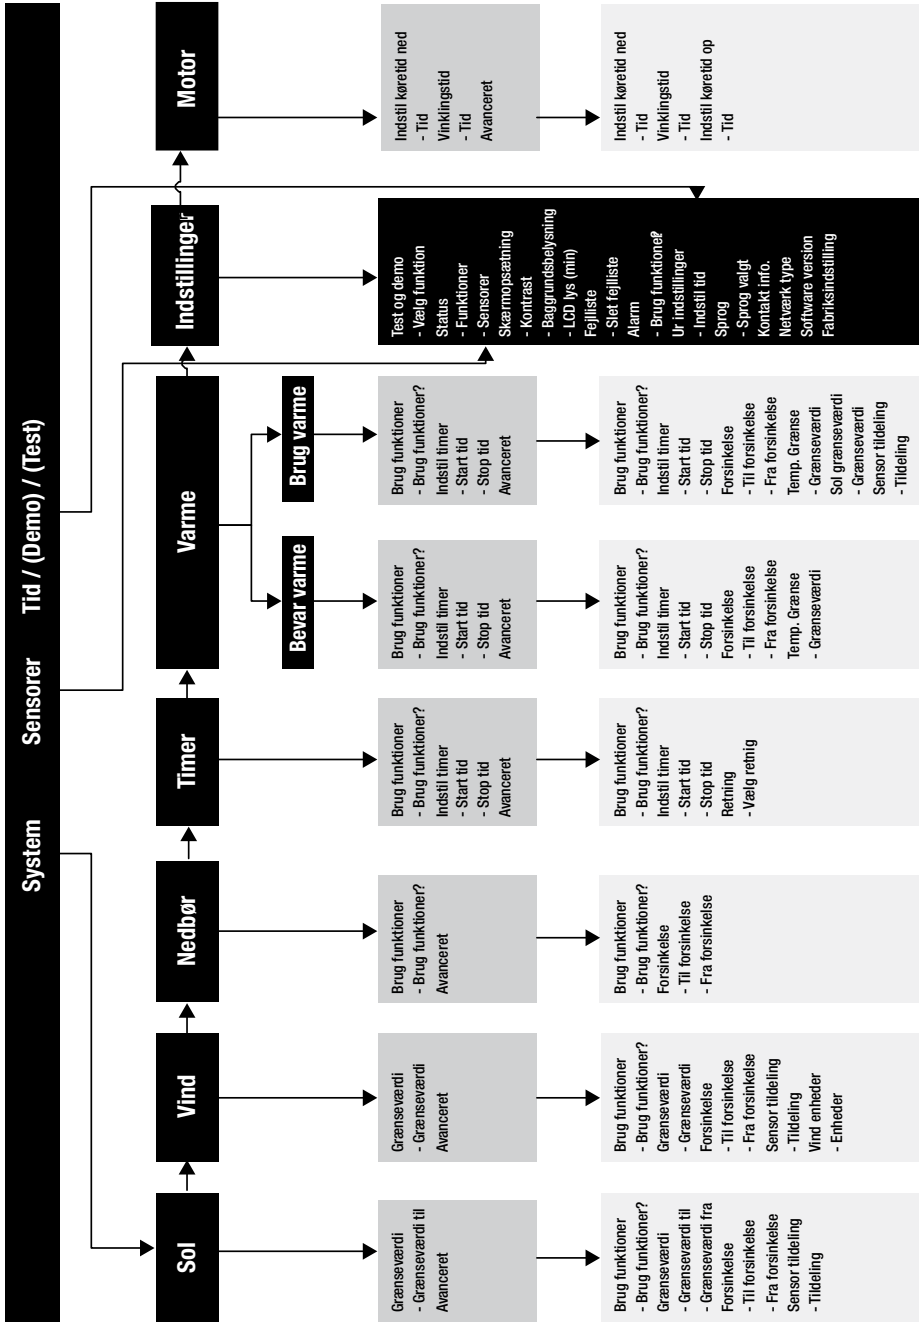 System
Sensorer
Tid / (Demo) / (Test)
Sol
Vind
Nedbør
Timer
Varme
Indstillinger
Motor
Bevar varme
Brug varme
Grænseværdi
- Grænseværdi til
Avanceret
Grænseværdi
- Grænseværdi
Avanceret
Brug funktioner
- Brug funktioner?
Avanceret
Brug funktioner
- Brug funktioner?
Indstil timer
- Start tid
- Stop tid
Avanceret
Brug funktioner
- Brug funktioner?
Indstil timer
- Start tid
- Stop tid
Avanceret
Brug funktioner
- Brug funktioner?
Indstil timer
- Start tid
- Stop tid
Avanceret
Test og demo
- Vælg funktion
Status
- Funktioner
- Sensorer
Skærmopsætning
- Kontrast
- Baggrundsbelysning
- LCD lys (min)
Fejlliste
- Slet fejlliste
Alarm
- Brug funktione?
Ur indstillinger
- Indstil tid
Sprog
- Sprog valgt
Kontakt info.
Netværk type
Software version
Fabriksindstilling
Indstil køretid ned
- Tid
Vinklingstid
- Tid
Avanceret
Brug funktioner
- Brug funktioner?
Grænseværdi
- Grænseværdi til
- Grænseværdi fra
Forsinkelse
- Til forsinkelse
- Fra forsinkelse
Sensor tildeling
- Tildeling
Brug funktioner
- Brug funktioner?
Grænseværdi
- Grænseværdi
Forsinkelse
- Til forsinkelse
- Fra forsinkelse
Sensor tildeling
- Tildeling
Vind enheder
- Enheder
Brug funktioner
- Brug funktioner?
Forsinkelse
- Til forsinkelse
- Fra forsinkelse
Brug funktioner
- Brug funktioner?
Indstil timer
- Start tid
- Stop tid
Retning
- Vælg retnig
Brug funktioner
- Brug funktioner?
Indstil timer
- Start tid
- Stop tid
Forsinkelse
- Til forsinkelse
- Fra forsinkelse
Temp. Grænse
- Grænseværdi
Brug funktioner
- Brug funktioner?
Indstil timer
- Start tid
- Stop tid
Forsinkelse
- Til forsinkelse
- Fra forsinkelse
Temp. Grænse
- Grænseværdi
Sol grænseværdi
- Grænseværdi
Sensor tildeling
- Tildeling
Indstil køretid ned
- Tid
Vinklingstid
- Tid
Indstil køretid op
- Tid